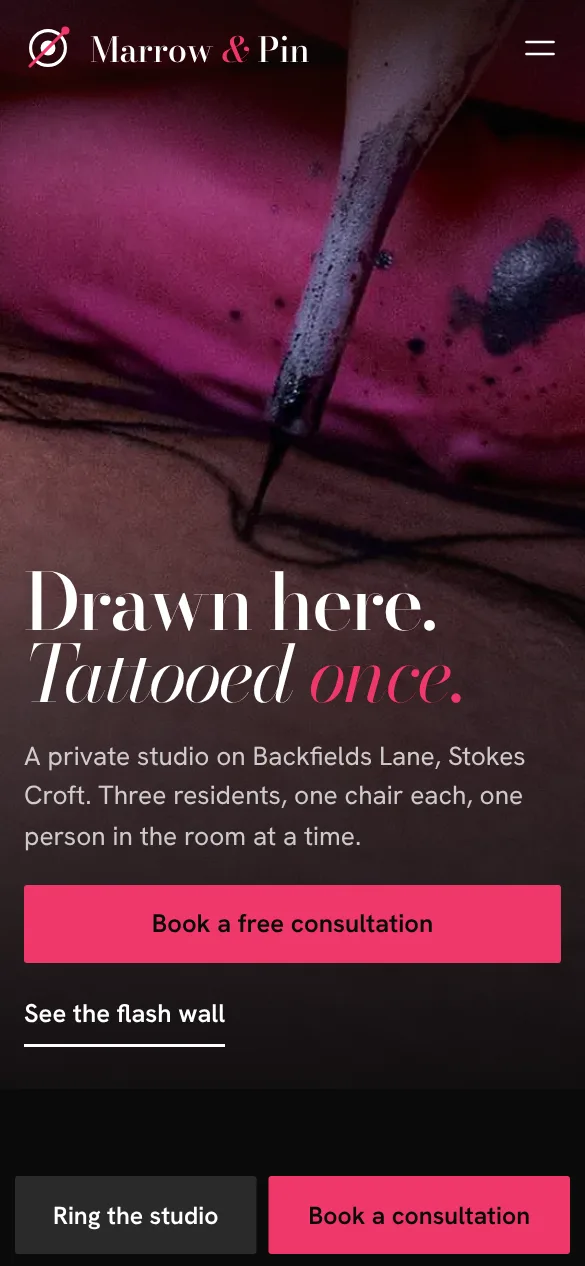 Marrow & Pin
Drawn here.
Tattooed once.
A private studio on Backfields Lane, Stokes
Croft. Three residents, one chair each, one
person in the room at a time.
Book a free consultation
See the flash wall
Ring the studio
Book a consultation